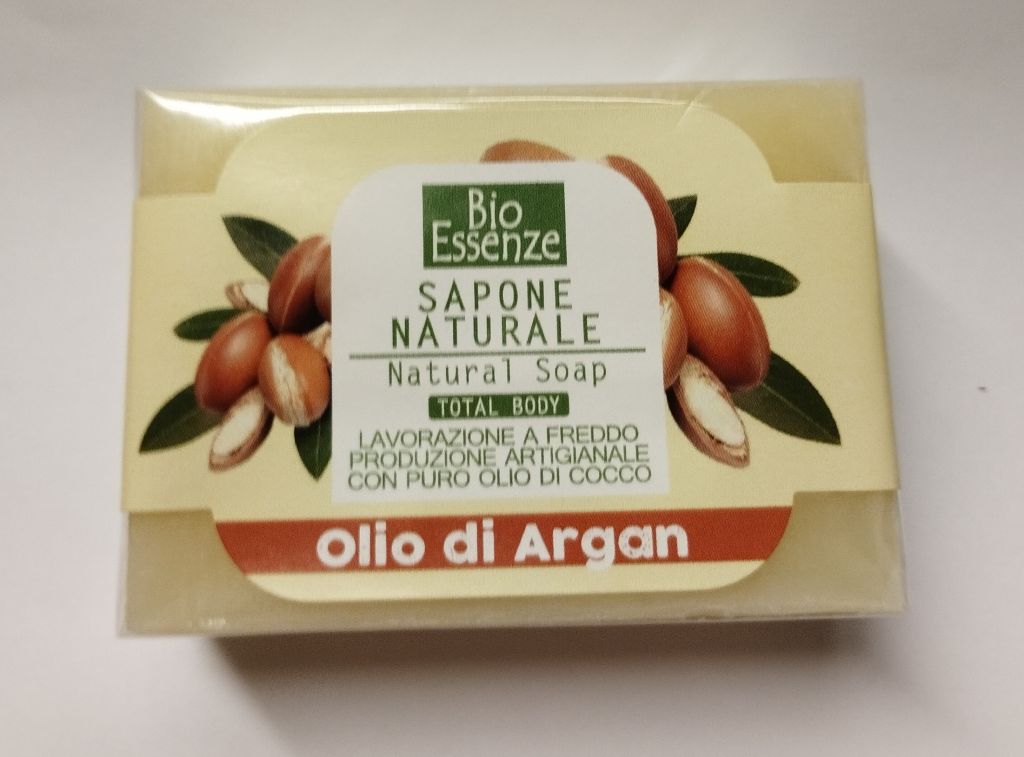 Bio
Essenze
SAPONE
NATURALE
Natural Soap
TOTAL BODY
LAVORAZIONE A FREDDO
PRODUZIONE ARTIGIANALE
CON PURO OLIO DI COCCO
Olio di Argan